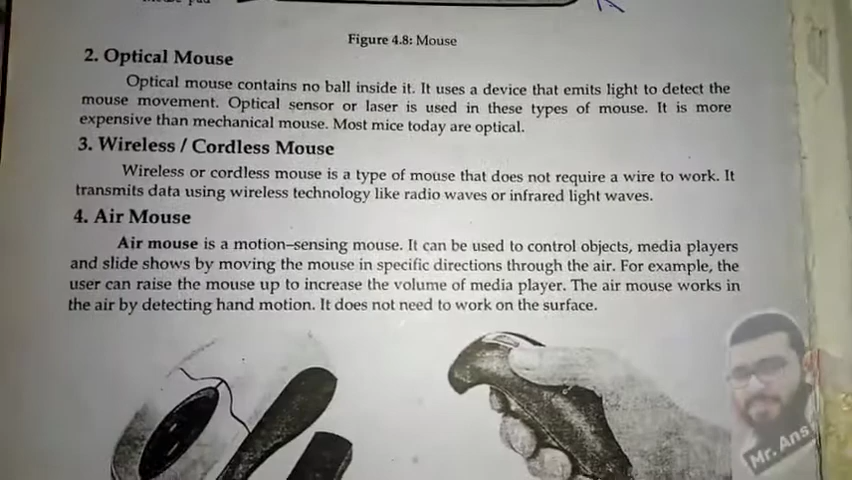 Figure 4.8: Mouse
2. Optical Mouse
Optical mouse contains no ball inside it. It uses a device that emits light to detect the
mouse movement. Optical sensor or laser is used in these types of mouse. It is more
expensive than mechanical mouse. Most mice today are optical.
3. Wireless / Cordless Mouse
Wireless or cordless mouse is a type of mouse that does not require a wire to work. It
transmits data using wireless technology like radio waves or infrared light waves.
4. Air Mouse
Air mouse is a motion–sensing mouse. It can be used to control objects, media players
and slide shows by moving the mouse in specific directions through the air. For example, the
user can raise the mouse up to increase the volume of media player. The air mouse works in
the air by detecting hand motion. It does not need to work on the surface.
Mr. Ans